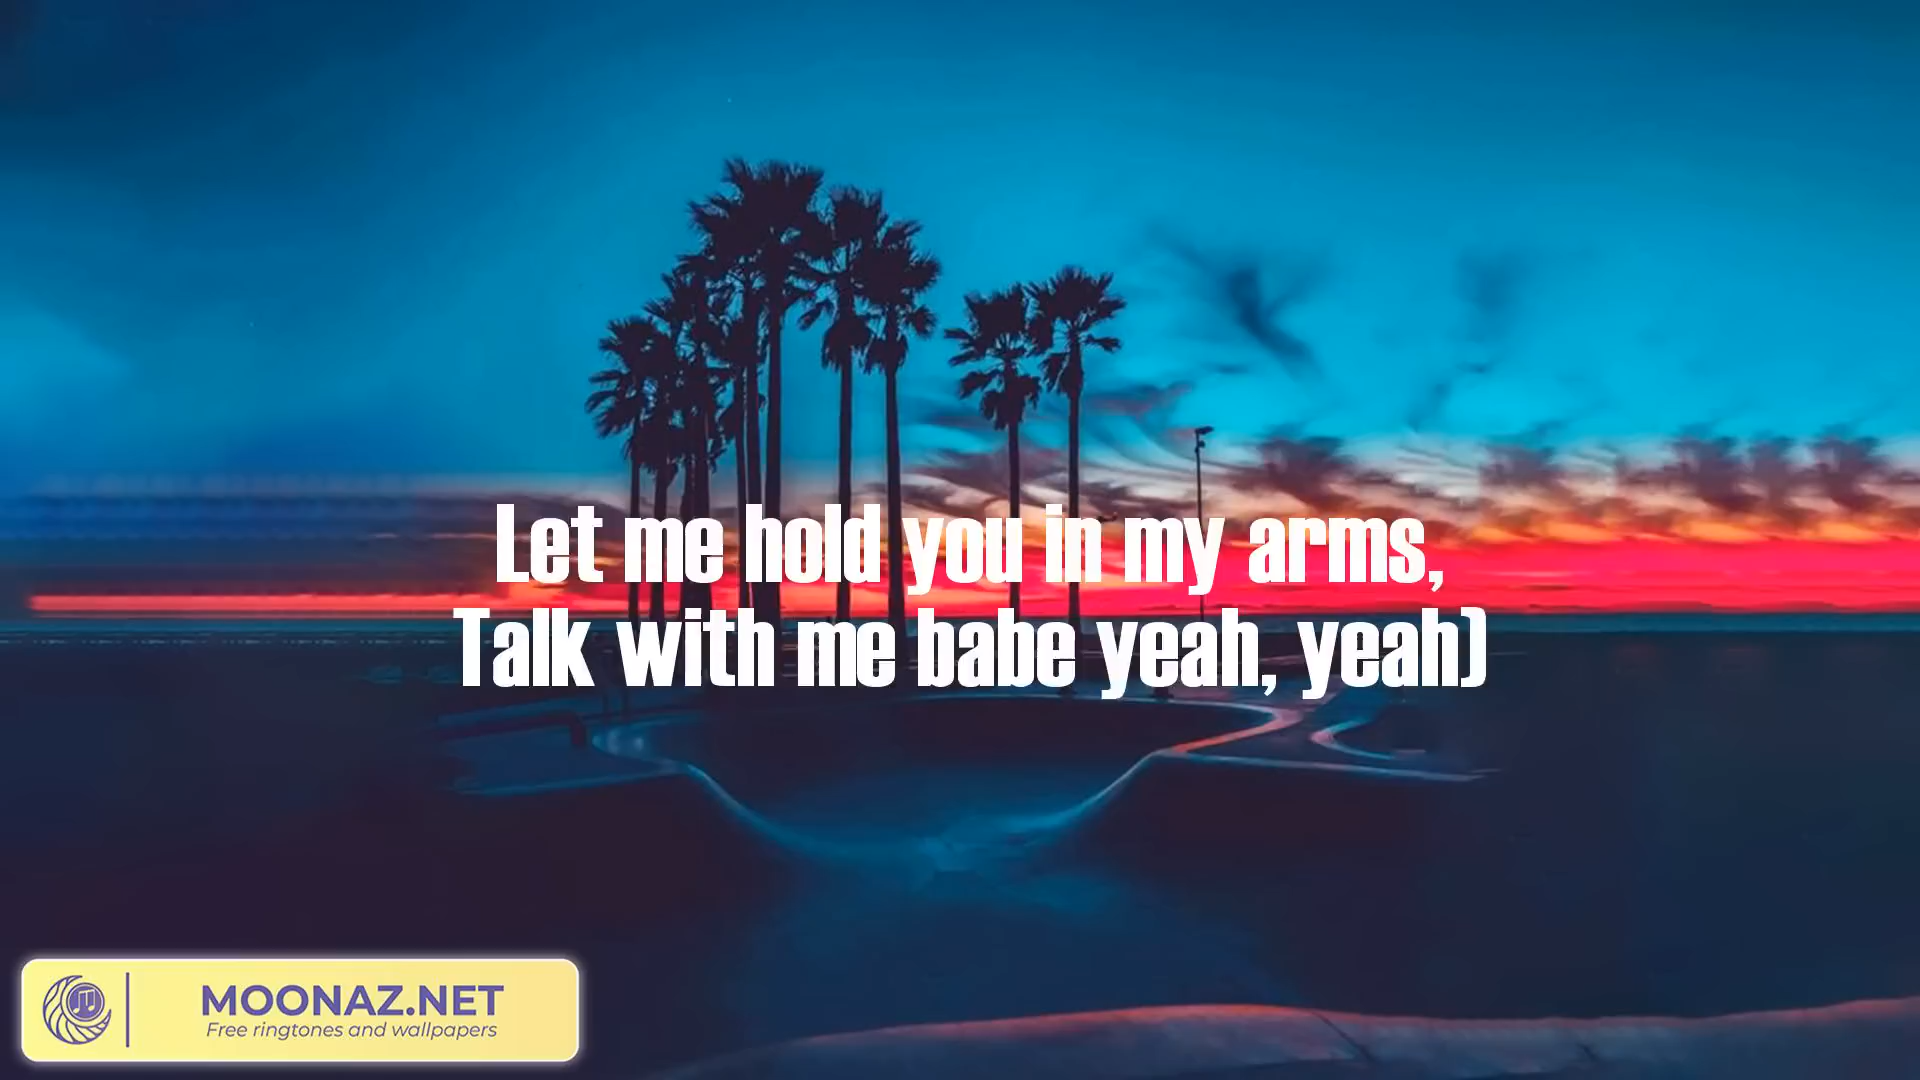 Let me hold you in my arms,
Talk with me babe yeah, yeah)
MOONAZ.NET
Free ringtones and wallpapers